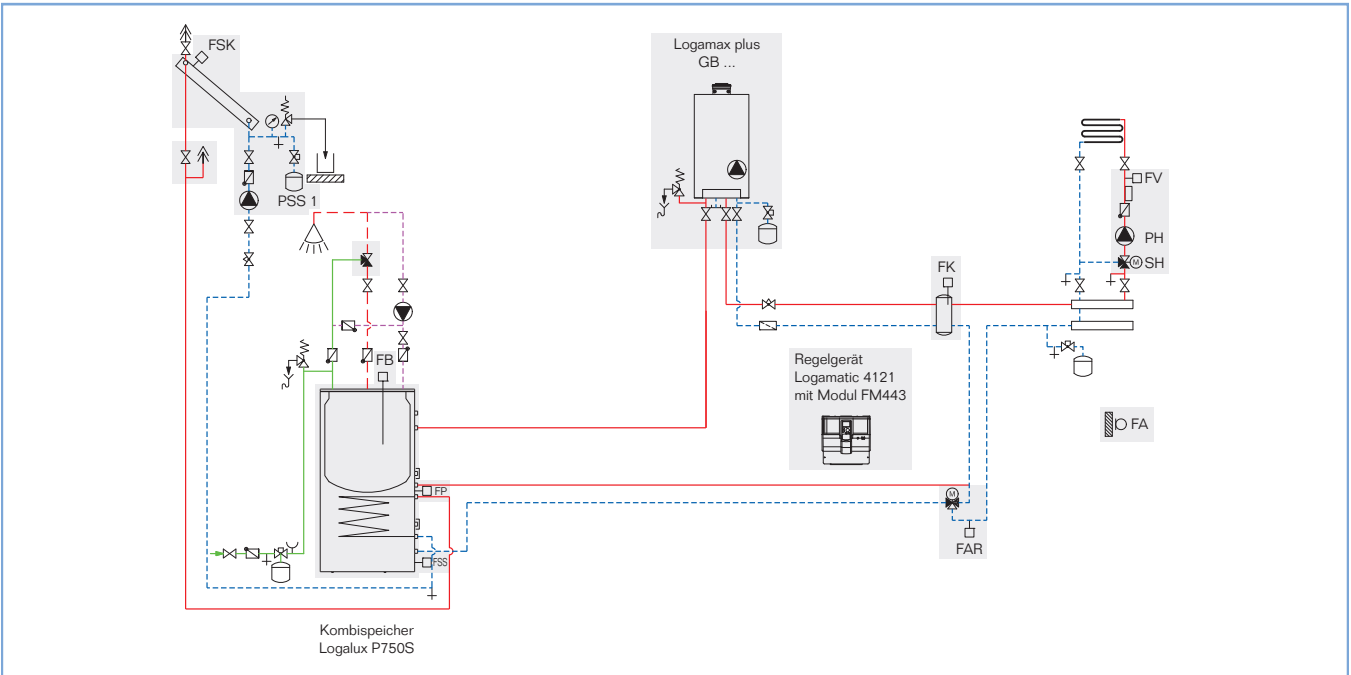 FSK
PSS 1
Logamax plus
GB ...
FV
PH
M
SH
FK
FB
Regelgerät
Logamatic 4121
mit Modul FM443
FA
FP
M
FAR
FSS
Kombispeicher
Logalux P750S